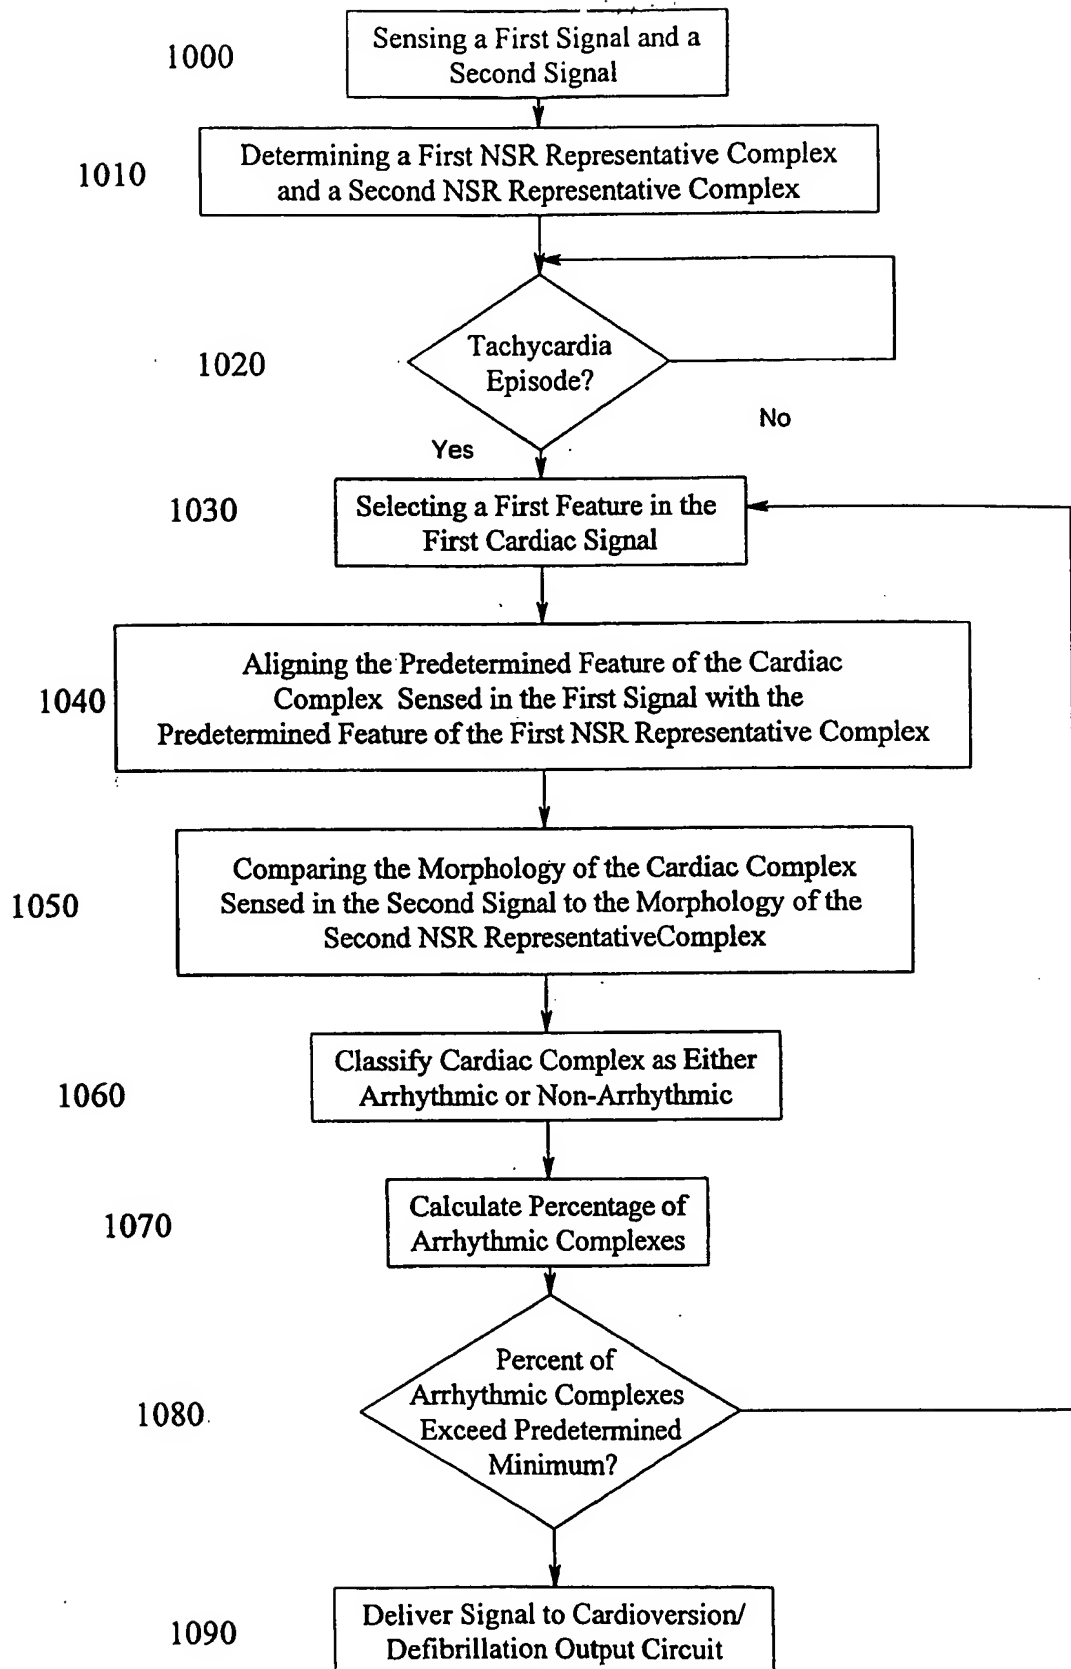 1000
Sensing a First Signal and a
Second Signal
1010
Determining a First NSR Representative Complex
and a Second NSR Representative Complex
1020
Tachycardia
Episode?
No
Yes
1030
Selecting a First Feature in the
First Cardiac Signal
1040
Aligning the Predetermined Feature of the Cardiac
Complex Sensed in the First Signal with the
Predetermined Feature of the First NSR Representative Complex
1050
Comparing the Morphology of the Cardiac Complex
Sensed in the Second Signal to the Morphology of the
Second NSR RepresentativeComplex
1060
Classify Cardiac Complex as Either
Arrhythmic or Non-Arrhythmic
1070
Calculate Percentage of
Arrhythmic Complexes
1080
Percent of
Arrhythmic Complexes
Exceed Predetermined
Minimum?
1090
Deliver Signal to Cardioversion/
Defibrillation Output Circuit